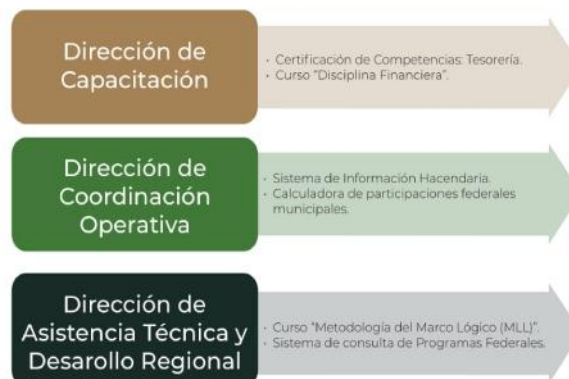 Dirección de
Capacitación
• Certificación de Competencias: Tesorería.
• Curso "Disciplina Financiera".
Dirección de
Coordinación
Operativa
• Sistema de Información Hacendaria.
• Calculadora de participaciones federales
municipales.
Dirección de
Asistencia Técnica y
Desarollo Regional
• Curso "Metodología del Marco Lógico (MLL)".
• Sistema de consulta de Programas Federales.